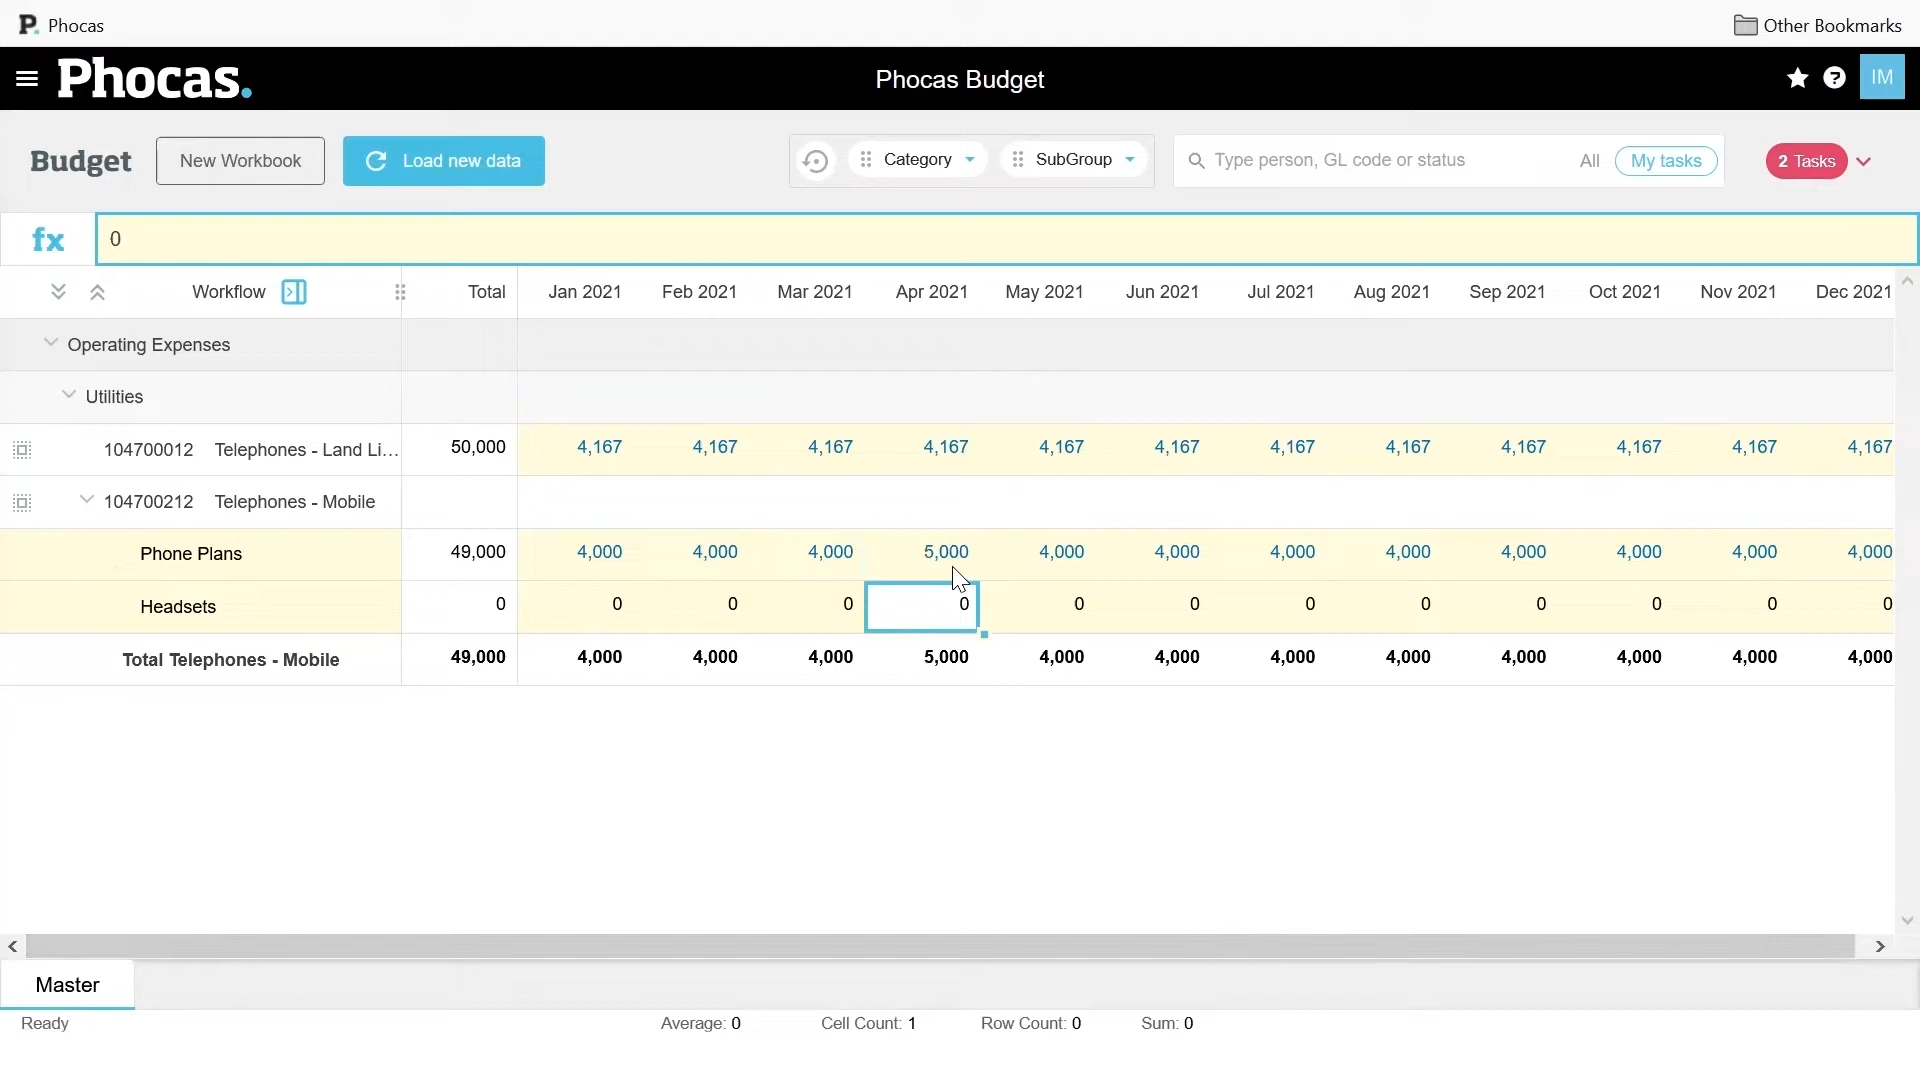 P. Phocas Other Bookmarks
Phocas. Phocas Budget IM
Budget New Workbook Load new data Category SubGroup Type person, GL code or status All My tasks 2 Tasks
fx 0
Workflow Total Jan 2021 Feb 2021 Mar 2021 Apr 2021 May 2021 Jun 2021 Jul 2021 Aug 2021 Sep 2021 Oct 2021 Nov 2021 Dec 2021
Operating Expenses
Utilities
104700012 Telephones - Land Li... 50,000 4,167 4,167 4,167 4,167 4,167 4,167 4,167 4,167 4,167 4,167 4,167 4,167
104700212 Telephones - Mobile
Phone Plans 49,000 4,000 4,000 4,000 5,000 4,000 4,000 4,000 4,000 4,000 4,000 4,000 4,000
Headsets 0 0 0 0 0 0 0 0 0 0 0 0 0
Total Telephones - Mobile 49,000 4,000 4,000 4,000 5,000 4,000 4,000 4,000 4,000 4,000 4,000 4,000 4,000
Master
Ready Average: 0 Cell Count: 1 Row Count: 0 Sum: 0